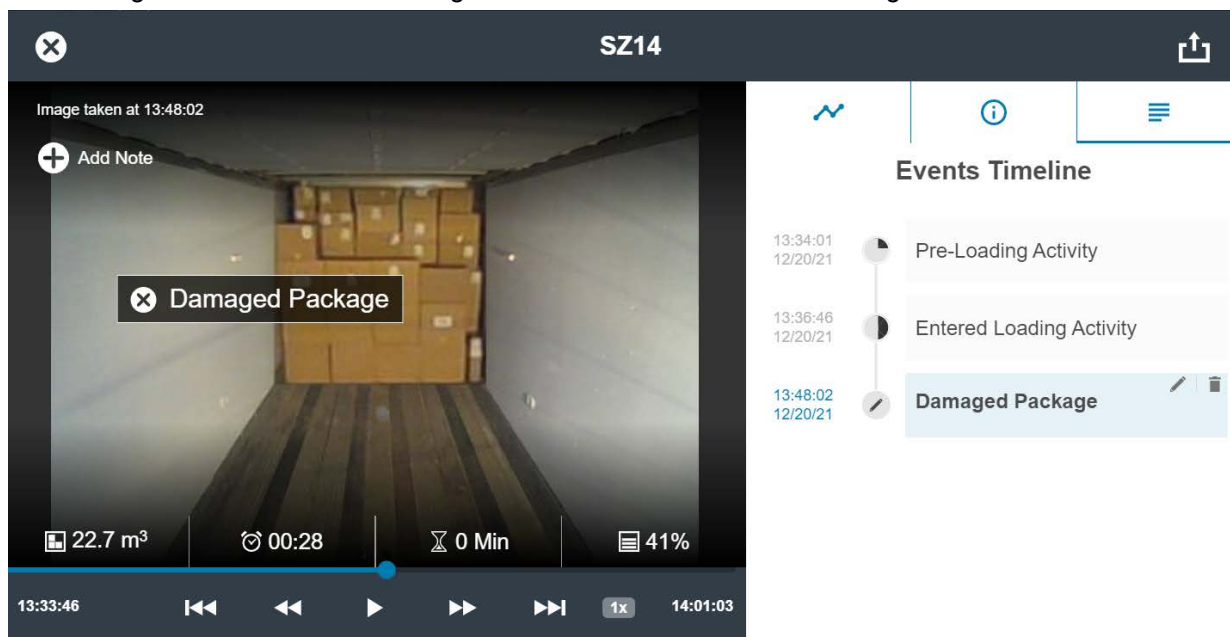 SZ14
Image taken at 13:48:02
Add Note
Damaged Package
22.7 m³
00:28
0 Min
41%
13:33:46
1x
14:01:03
Events Timeline
13:34:01
12/20/21
Pre-Loading Activity
13:36:46
12/20/21
Entered Loading Activity
13:48:02
12/20/21
Damaged Package